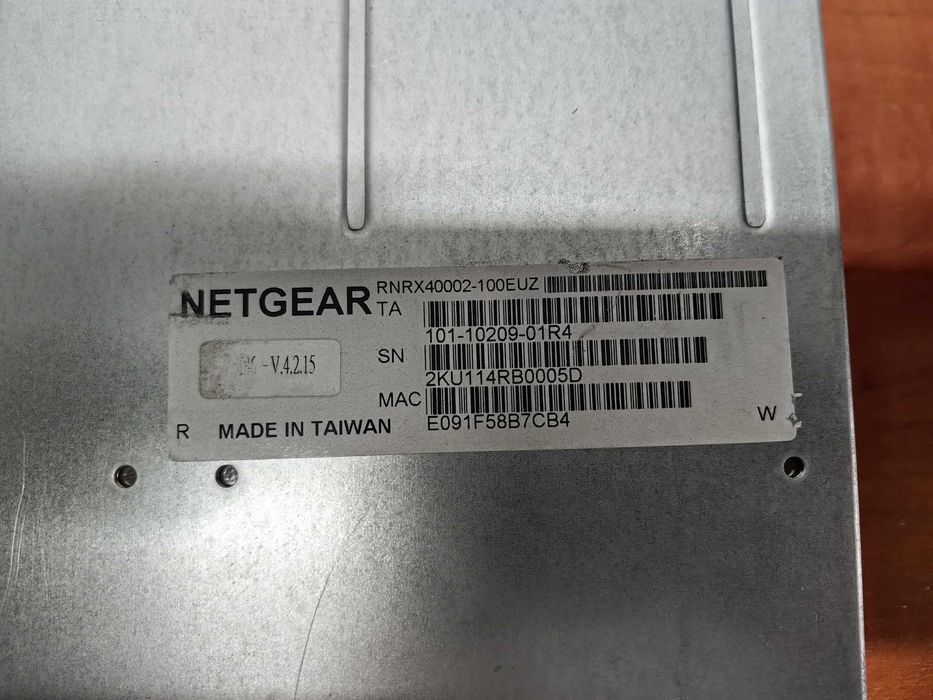 NETGEAR
RNRX40002-100EUZ
TA
101-10209-01R4
SN
2KU114RB0005D
MAC
E091F58B7CB4
-V.4.2.15
R MADE IN TAIWAN
W